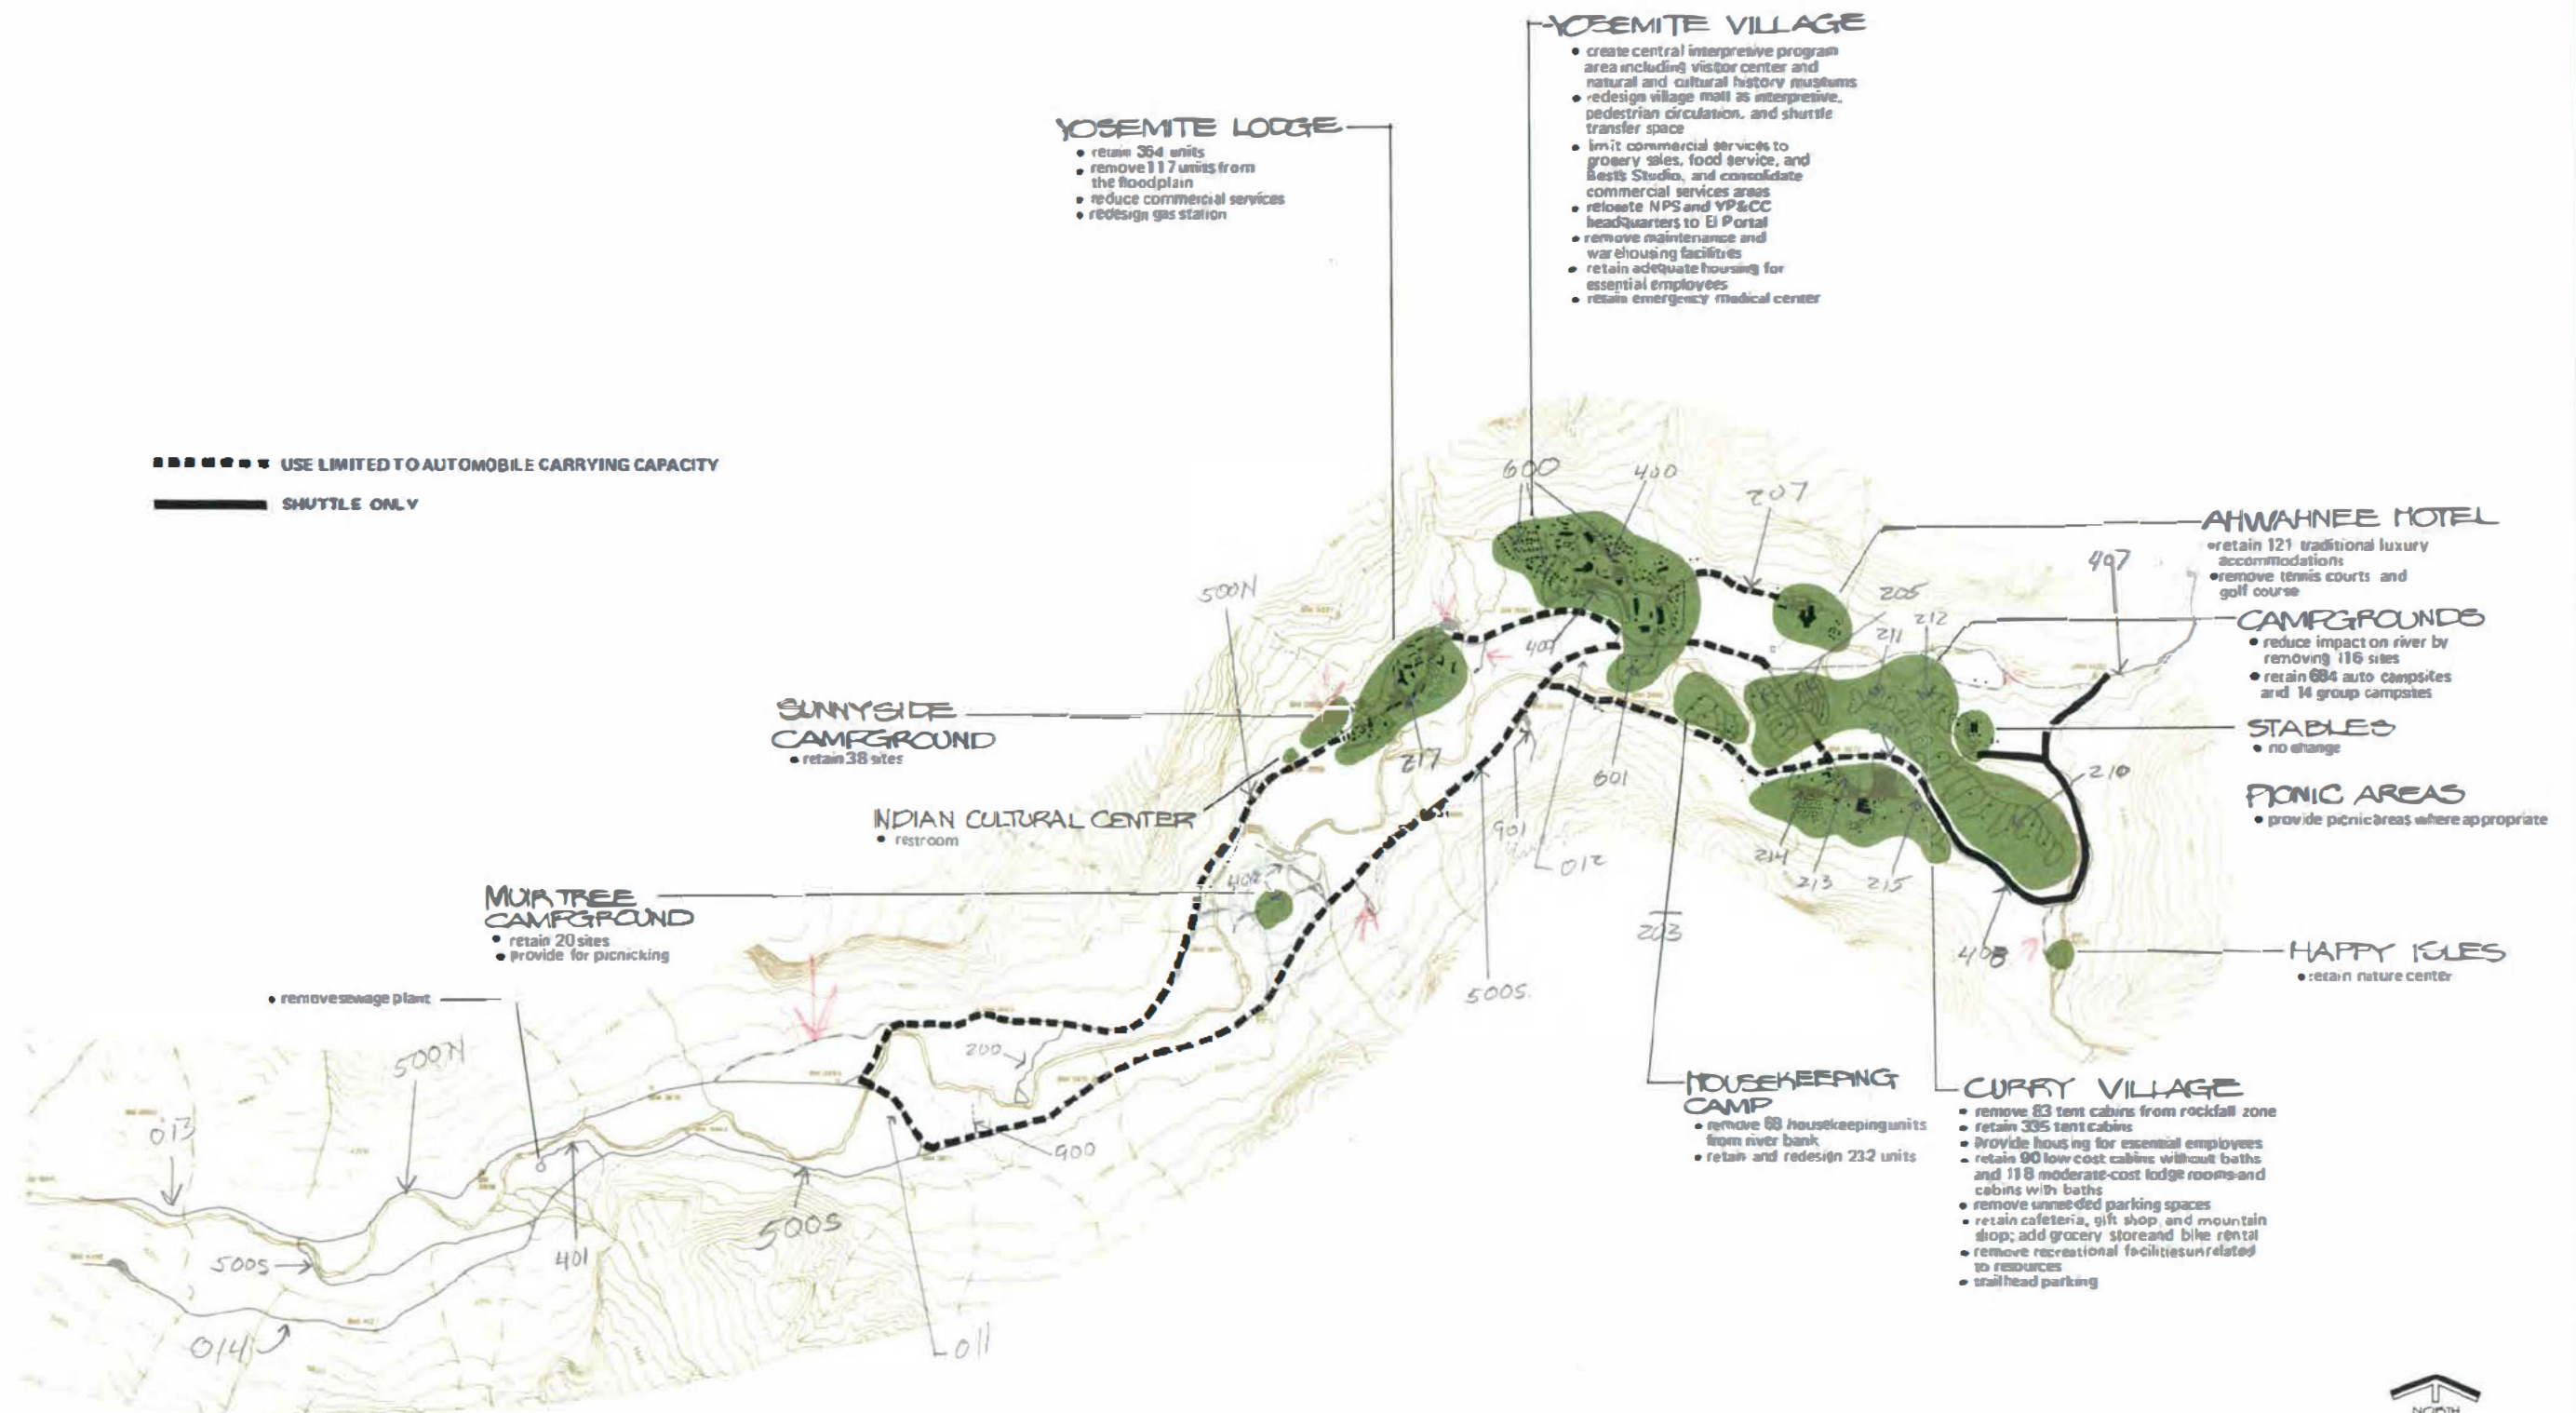 YOSEMITE VILLAGE
• create central interpretive program
area including visitor center and
natural and cultural history museums
• redesign village mall as interpretive,
pedestrian circulation, and shuttle
transfer space
• limit commercial services to
grocery sales, food service, and
Best's Studio, and consolidate
commercial services areas
• relocate NPS and YP&CC
headquarters to El Portal
• remove maintenance and
warehousing facilities
• retain adequate housing for
essential employees
• retain emergency medical center
YOSEMITE LODGE
• retain 364 units
• remove 117 units from
the floodplain
• reduce commercial services
• redesign gas station
USE LIMITED TO AUTOMOBILE CARRYING CAPACITY
SHUTTLE ONLY
600
400
207
AHWAHNEE HOTEL
• retain 121 traditional luxury
accommodations
• remove tennis courts and
golf course
407
500N
205
212
211
409
CAMPGROUNDS
• reduce impact on river by
removing 116 sites
• retain 684 auto campsites
and 14 group campsites
SUNNYSIDE
CAMPGROUND
• retain 38 sites
STABLES
• no change
217
601
210
PICNIC AREAS
• provide picnic areas where appropriate
INDIAN CULTURAL CENTER
• restroom
901
012
214
213
215
MUIR TREE
CAMPGROUND
• retain 20 sites
• provide for picnicking
402
203
408
HAPPY ISLES
• retain nature center
• remove sewage plant
500S
500N
200
013
900
HOUSEKEEPING
CAMP
• remove 68 housekeeping units
from river bank
• retain and redesign 232 units
CURRY VILLAGE
• remove 83 tent cabins from rockfall zone
• retain 335 tent cabins
• provide housing for essential employees
• retain 90 low cost cabins without baths
and 118 moderate-cost lodge rooms and
cabins with baths
• remove unneeded parking spaces
• retain cafeteria, gift shop, and mountain
shop; add grocery store and bike rental
• remove recreational facilities unrelated
to resources
• trailhead parking
500S
500S
401
014
011
NORTH